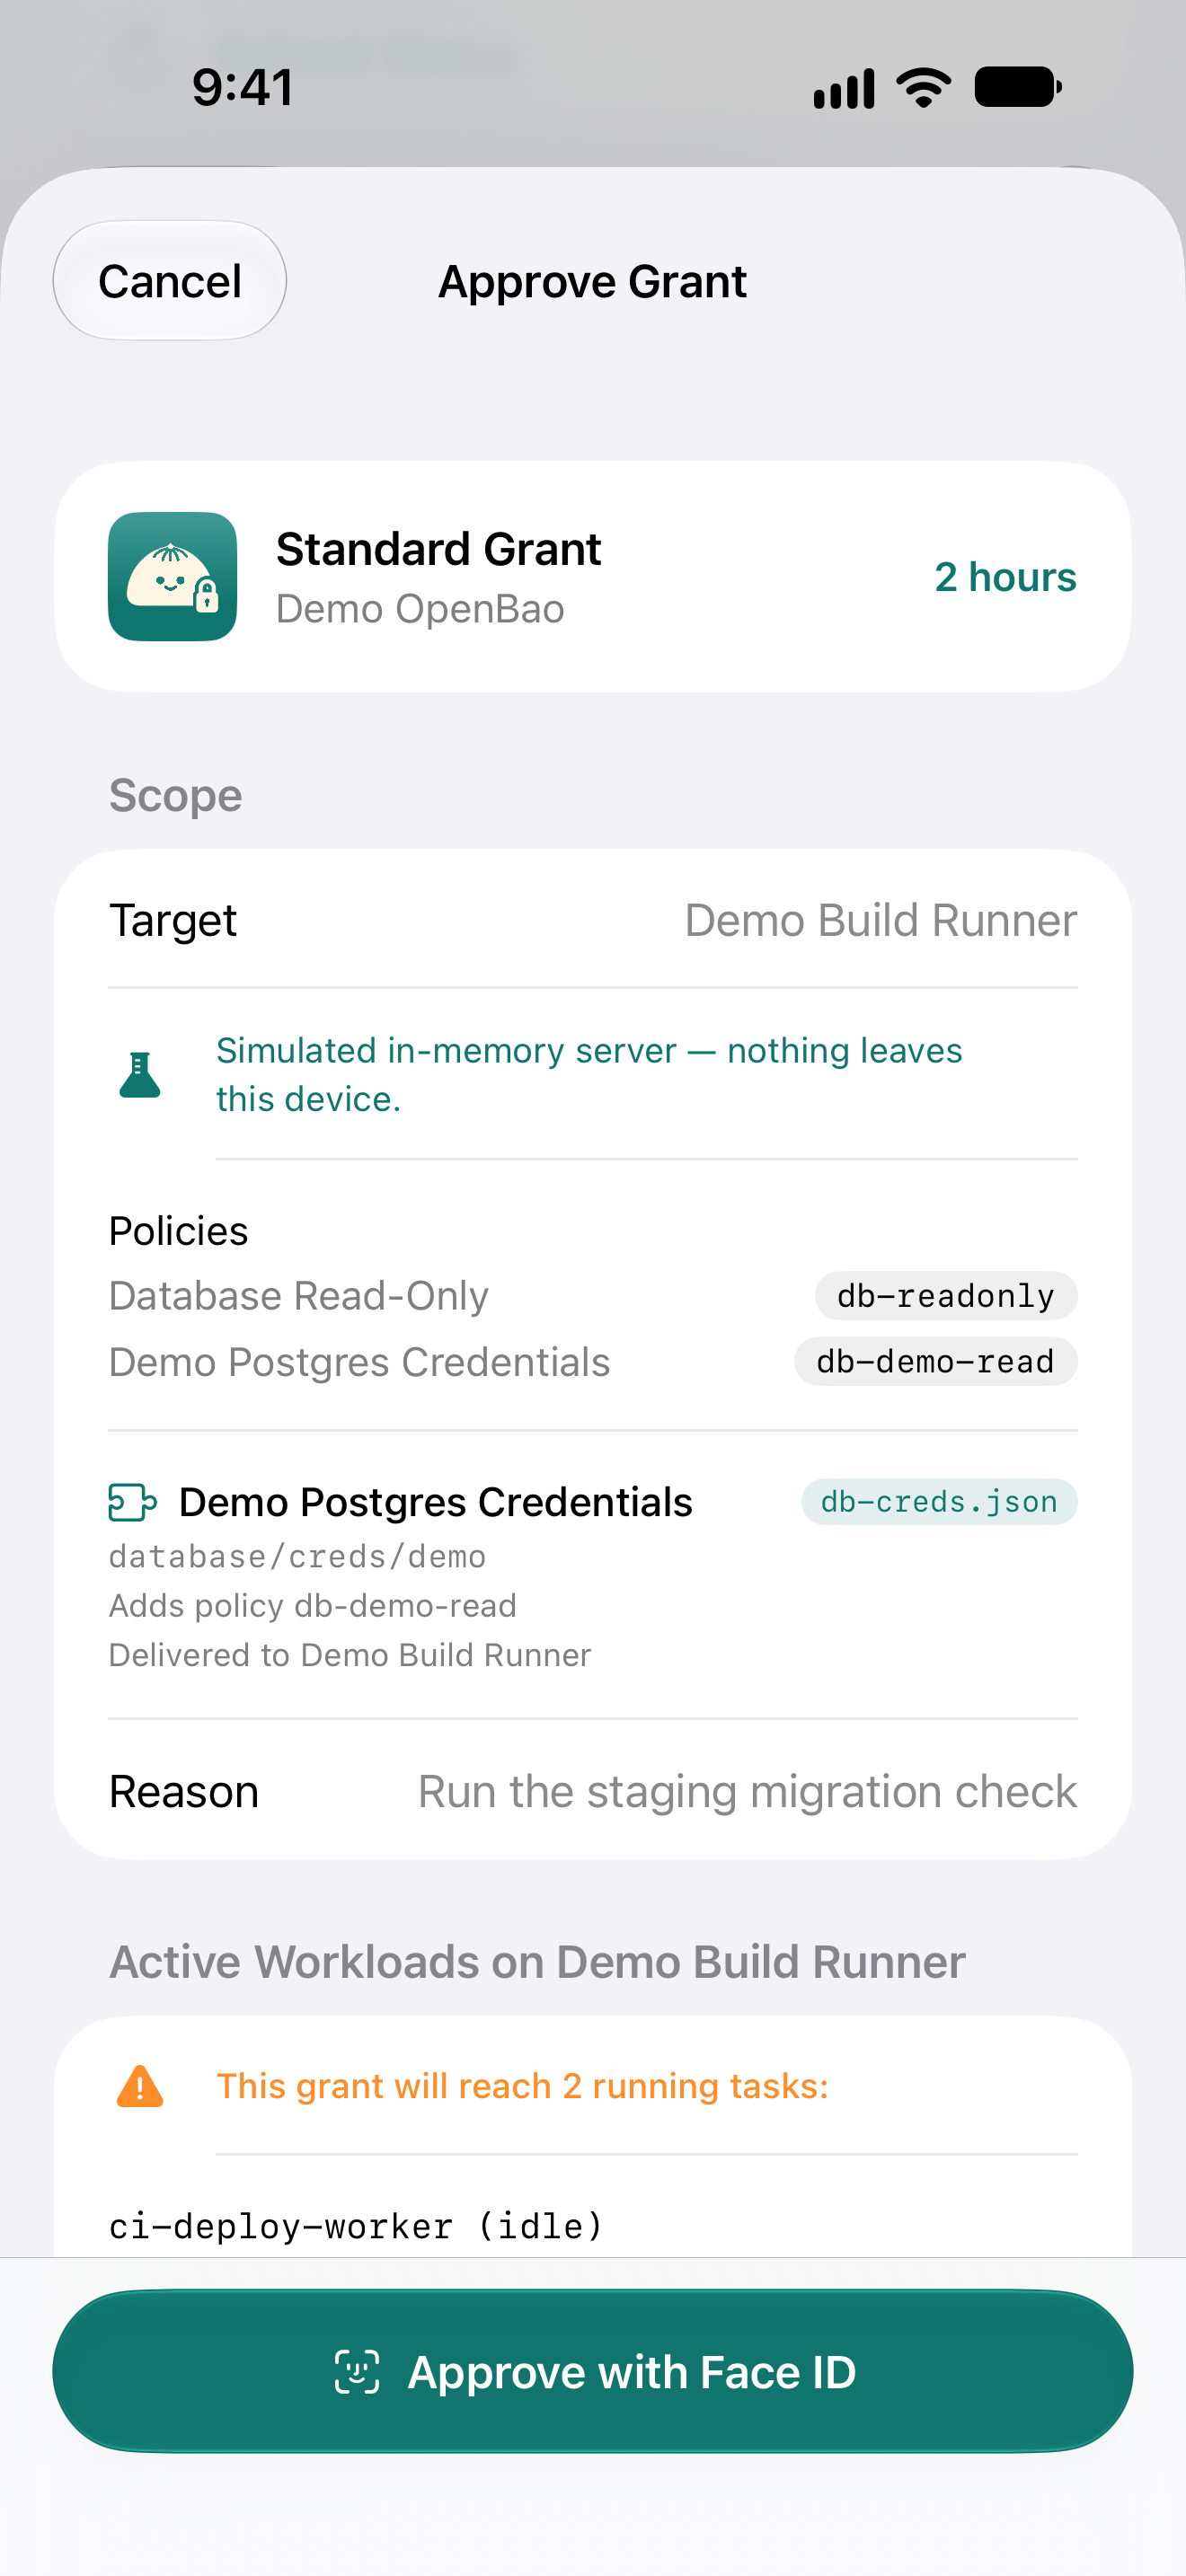 9:41
Cancel
Approve Grant
Standard Grant
Demo OpenBao
2 hours
Scope
Target
Demo Build Runner
Simulated in-memory server — nothing leaves
this device.
Policies
Database Read-Only
db-readonly
Demo Postgres Credentials
db-demo-read
Demo Postgres Credentials
db-creds.json
database/creds/demo
Adds policy db-demo-read
Delivered to Demo Build Runner
Reason
Run the staging migration check
Active Workloads on Demo Build Runner
This grant will reach 2 running tasks:
ci-deploy-worker (idle)
Approve with Face ID